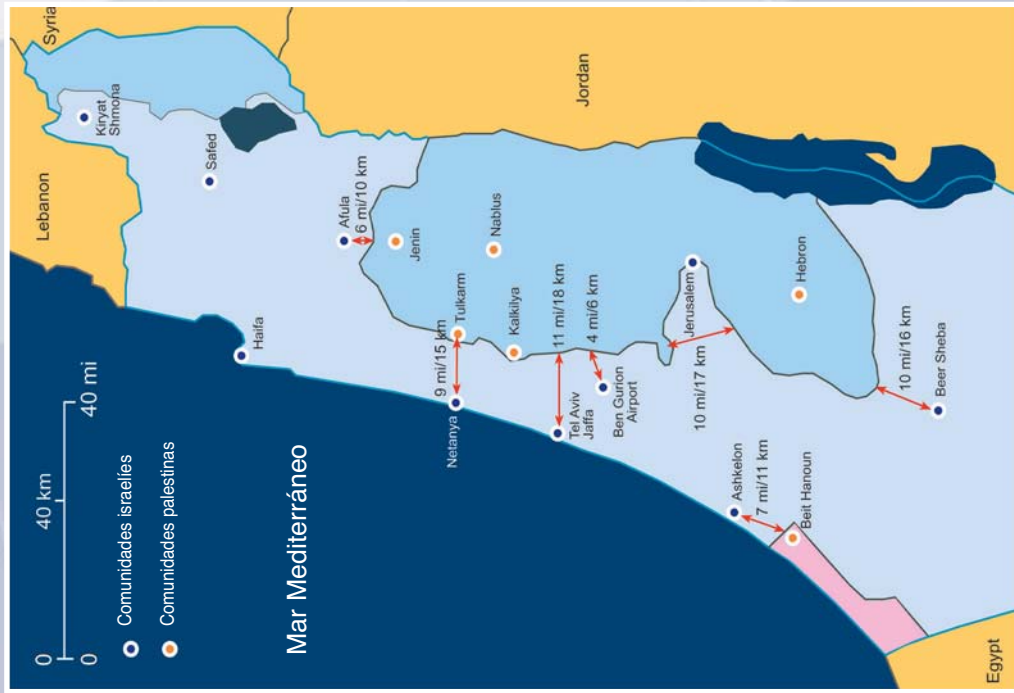 0
40 km
0
40 mi
Comunidades israelíes
Comunidades palestinas
Mar Mediterráneo
Lebanon
Syria
Jordan
Egypt
Kiryat
Shmona
Safed
Haifa
Afula
6 mi/10 km
Jenin
Nablus
Netanya
9 mi/15 km
Tulkarm
Kalkilya
Tel Aviv
Jaffa
11 mi/18 km
4 mi/6 km
Ben Gurion
Airport
Jerusalem
10 mi/17 km
Ashkelon
7 mi/11 km
Beit Hanoun
Hebron
10 mi/16 km
Beer Sheba